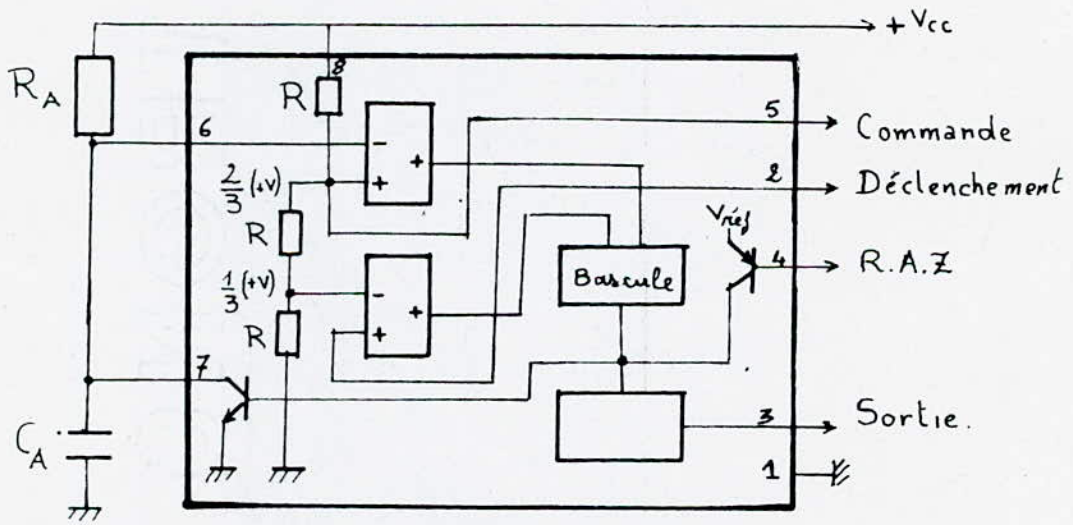 + Vcc
8
R_A
R
6
-
+
+
5
Commande
2/3 (+V)
2
Déclenchement
R
Vréf
4
R.A.Z
Bascule
1/3 (+V)
-
+
+
R
7
C_A
3
Sortie.
1